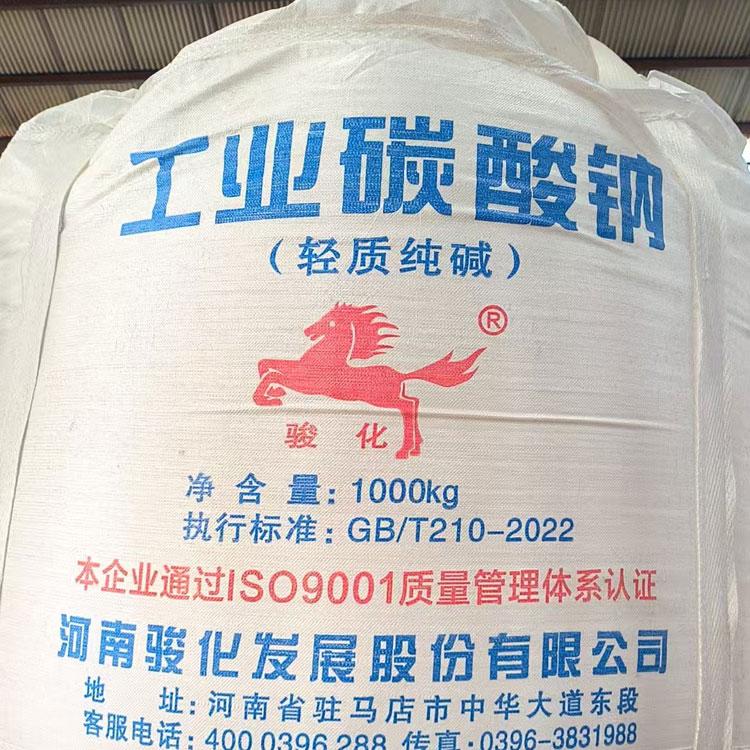 工业碳酸钠
(轻质纯碱)
®
骏化
净含量:1000kg
执行标准:GB/T210-2022
本企业通过ISO9001质量管理体系认证
河南骏化发展股份有限公司
地 址:河南省驻马店市中华大道东段
客服电话:400 0396 288 传真:0396-3831988